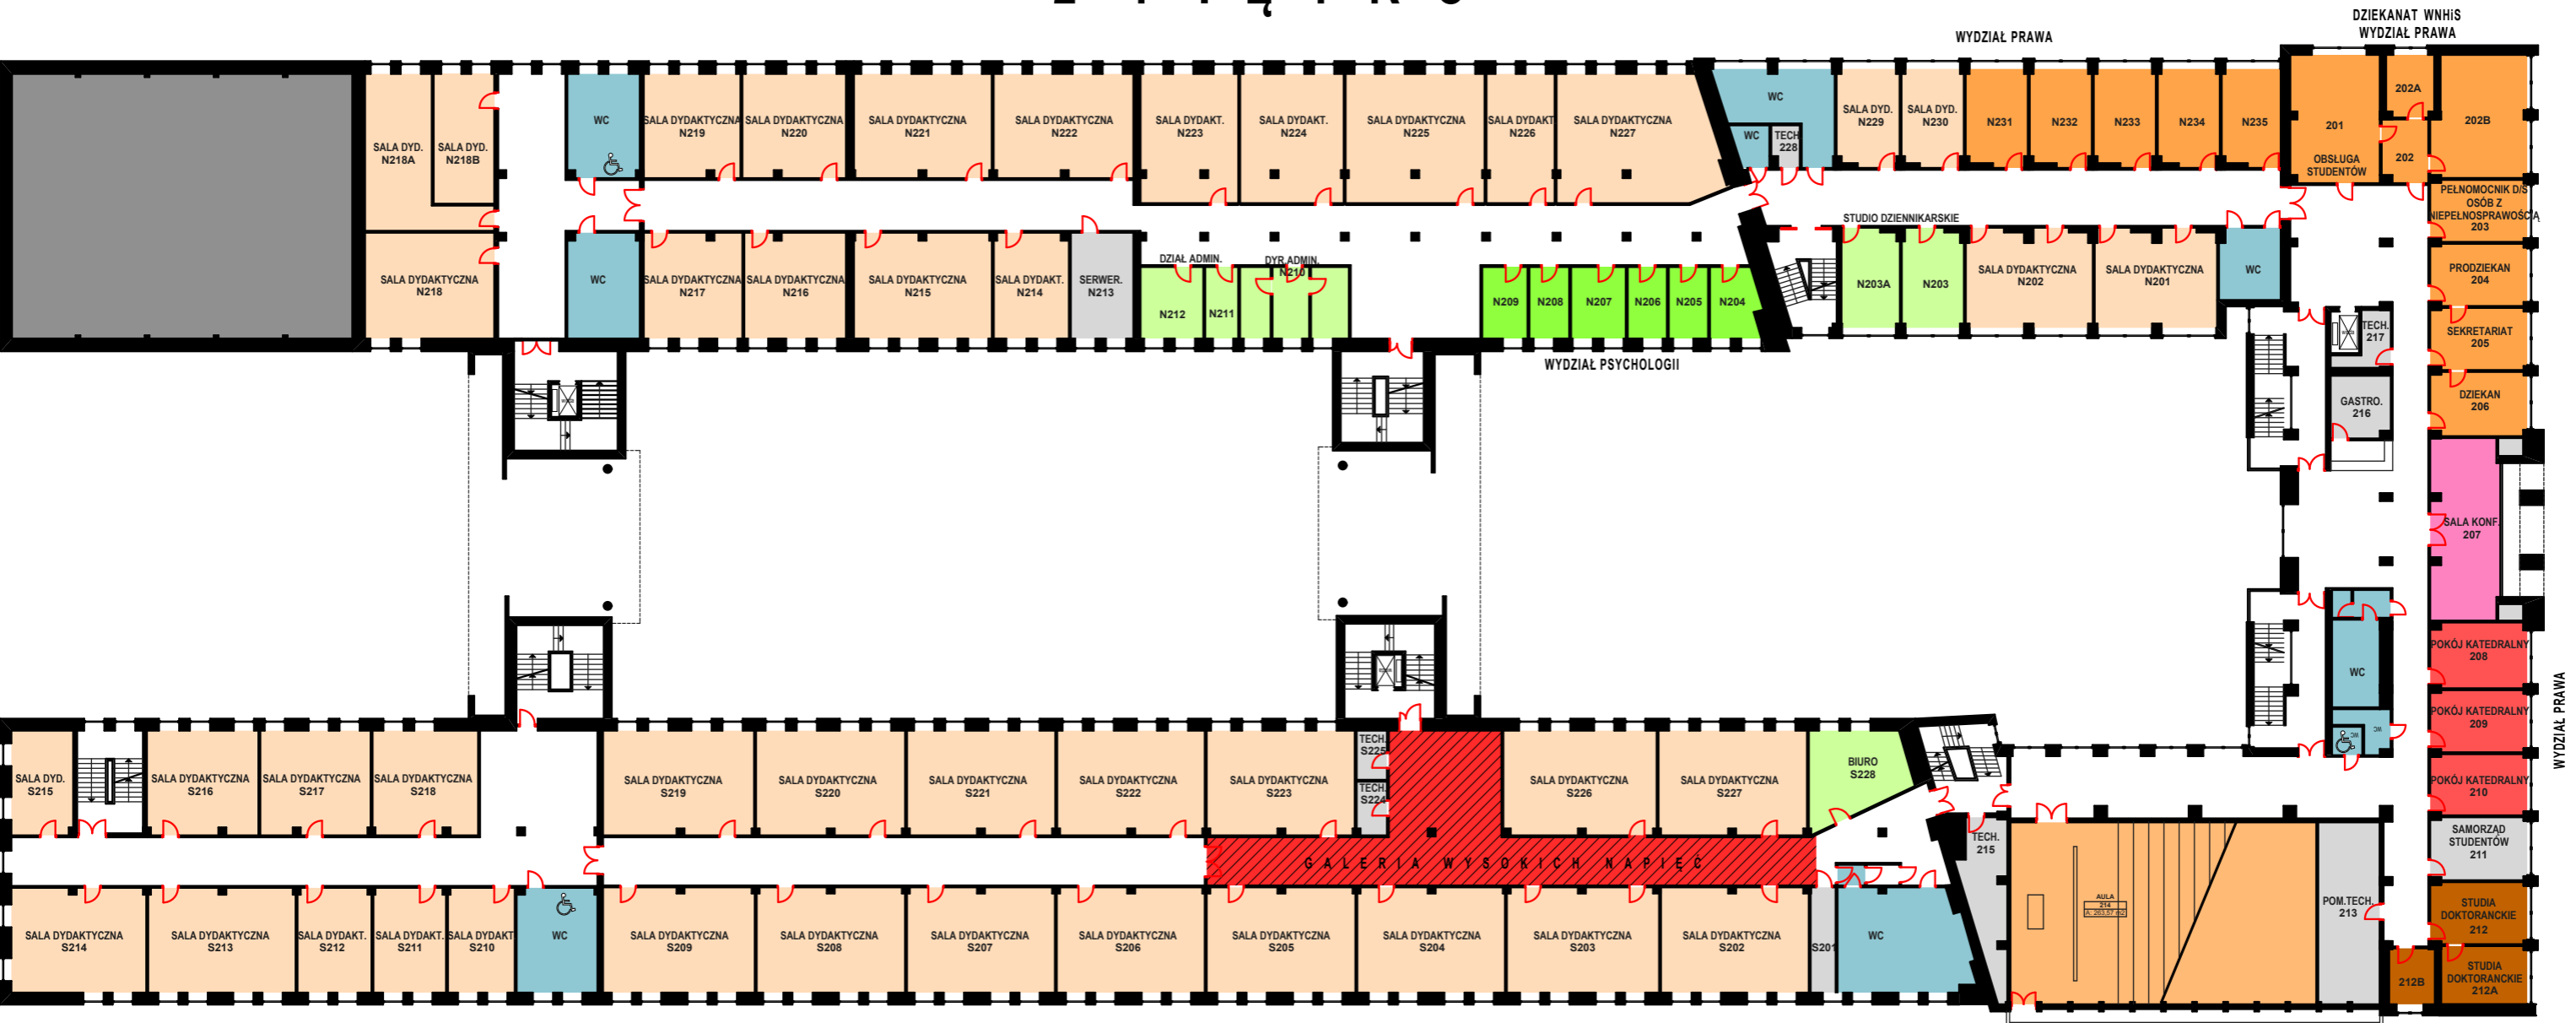 DZIEKANAT WNHiS
WYDZIAŁ PRAWA
WYDZIAŁ PRAWA
SALA DYD.
N218A
SALA DYD.
N218B
WC
SALA DYDAKTYCZNA
N219
SALA DYDAKTYCZNA
N220
SALA DYDAKTYCZNA
N221
SALA DYDAKTYCZNA
N222
SALA DYDAKT.
N223
SALA DYDAKT.
N224
SALA DYDAKTYCZNA
N225
SALA DYDAKT
N226
SALA DYDAKTYCZNA
N227
WC
WC
TECH
228
SALA DYD.
N229
SALA DYD.
N230
N231
N232
N233
N234
N235
201
OBSŁUGA
STUDENTÓW
202A
202
202B
PEŁNOMOCNIK D/S
OSÓB Z
NIEPEŁNOSPRAWOŚCIĄ
203
SALA DYDAKTYCZNA
N218
WC
SALA DYDAKTYCZNA
N217
SALA DYDAKTYCZNA
N216
SALA DYDAKTYCZNA
N215
SALA DYDAKT.
N214
SERWER.
N213
DZIAŁ ADMIN.
N212
N211
DYR.ADMIN.
N210
N209
N208
N207
N206
N205
N204
WYDZIAŁ PSYCHOLOGII
STUDIO DZIENNIKARSKIE
N203A
N203
SALA DYDAKTYCZNA
N202
SALA DYDAKTYCZNA
N201
WC
PRODZIEKAN
204
TECH.
217
SEKRETARIAT
205
GASTRO.
216
DZIEKAN
206
SALA KONF.
207
WC
WC
WC
POKÓJ KATEDRALNY
208
POKÓJ KATEDRALNY
209
POKÓJ KATEDRALNY
210
WYDZIAŁ PRAWA
SALA DYD.
S215
SALA DYDAKTYCZNA
S216
SALA DYDAKTYCZNA
S217
SALA DYDAKTYCZNA
S218
SALA DYDAKTYCZNA
S219
SALA DYDAKTYCZNA
S220
SALA DYDAKTYCZNA
S221
SALA DYDAKTYCZNA
S222
SALA DYDAKTYCZNA
S223
TECH.
S225
TECH.
S224
SALA DYDAKTYCZNA
S226
SALA DYDAKTYCZNA
S227
BIURO
S228
GALERIA WYSOKICH NAPIĘĆ
TECH.
215
SAMORZĄD
STUDENTÓW
211
SALA DYDAKTYCZNA
S214
SALA DYDAKTYCZNA
S213
SALA DYDAKT.
S212
SALA DYDAKT.
S211
SALA DYDAKT
S210
WC
SALA DYDAKTYCZNA
S209
SALA DYDAKTYCZNA
S208
SALA DYDAKTYCZNA
S207
SALA DYDAKTYCZNA
S206
SALA DYDAKTYCZNA
S205
SALA DYDAKTYCZNA
S204
SALA DYDAKTYCZNA
S203
SALA DYDAKTYCZNA
S202
S201
WC
AULA
214
A: 263,57 m2
POM.TECH.
213
STUDIA
DOKTORANCKIE
212
212B
STUDIA
DOKTORANCKIE
212A